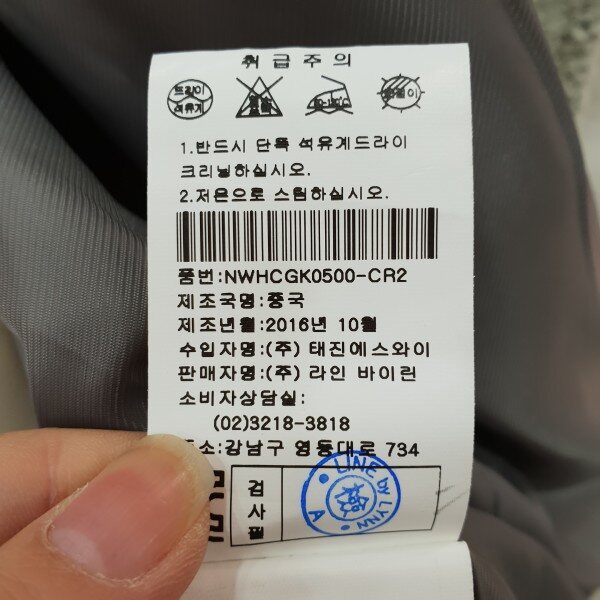 취급주의
드라이
석유계
1.반드시 단독 석유계드라이
크리닝하십시오.
2.저온으로 스팀하십시오.
품번:NWHCGK0500-CR2
제조국명:중국
제조년월:2016년 10월
수입자명:(주) 태진에스와이
판매자명:(주) 라인 바이린
소비자상담실:
(02)3218-3818
주소:강남구 영동대로 734
검사필
LINE by LYNN
A